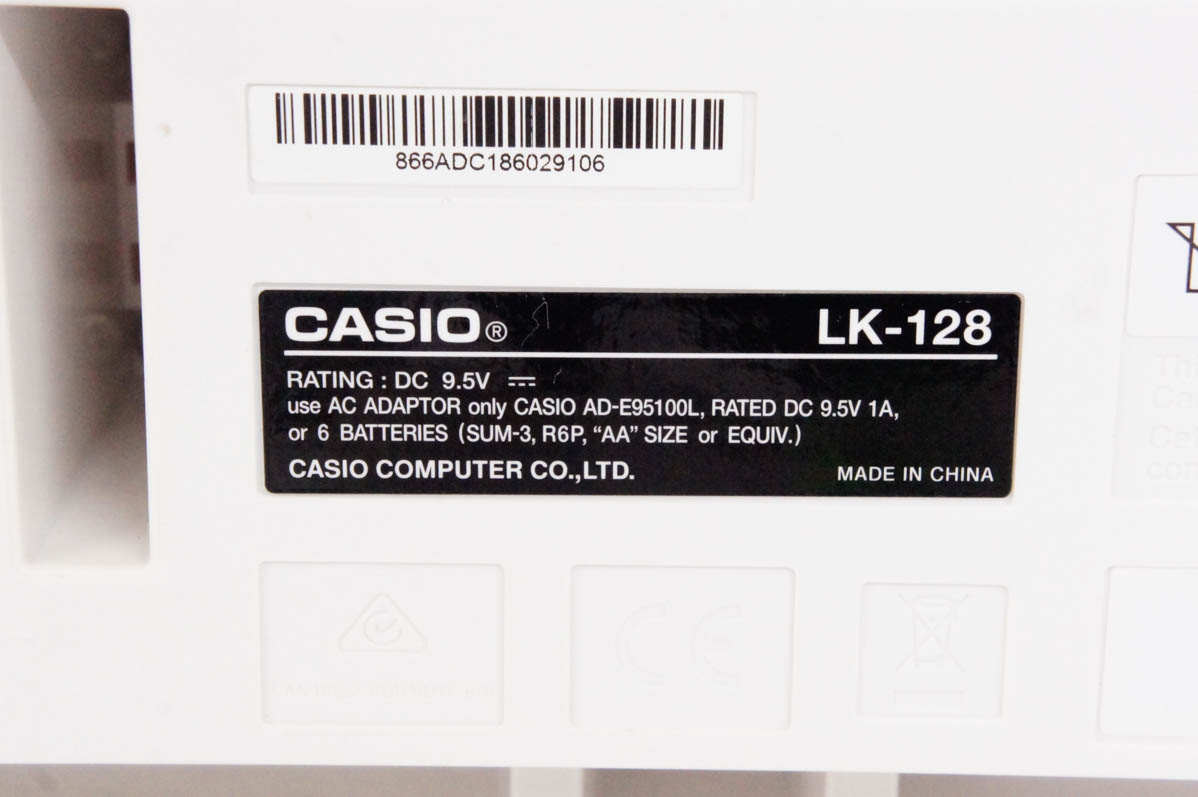 866ADC186029106
CASIO® LK-128
RATING : DC 9.5V ⎓
use AC ADAPTOR only CASIO AD-E95100L, RATED DC 9.5V 1A,
or 6 BATTERIES (SUM-3, R6P, “AA” SIZE or EQUIV.)
CASIO COMPUTER CO.,LTD. MADE IN CHINA
CE